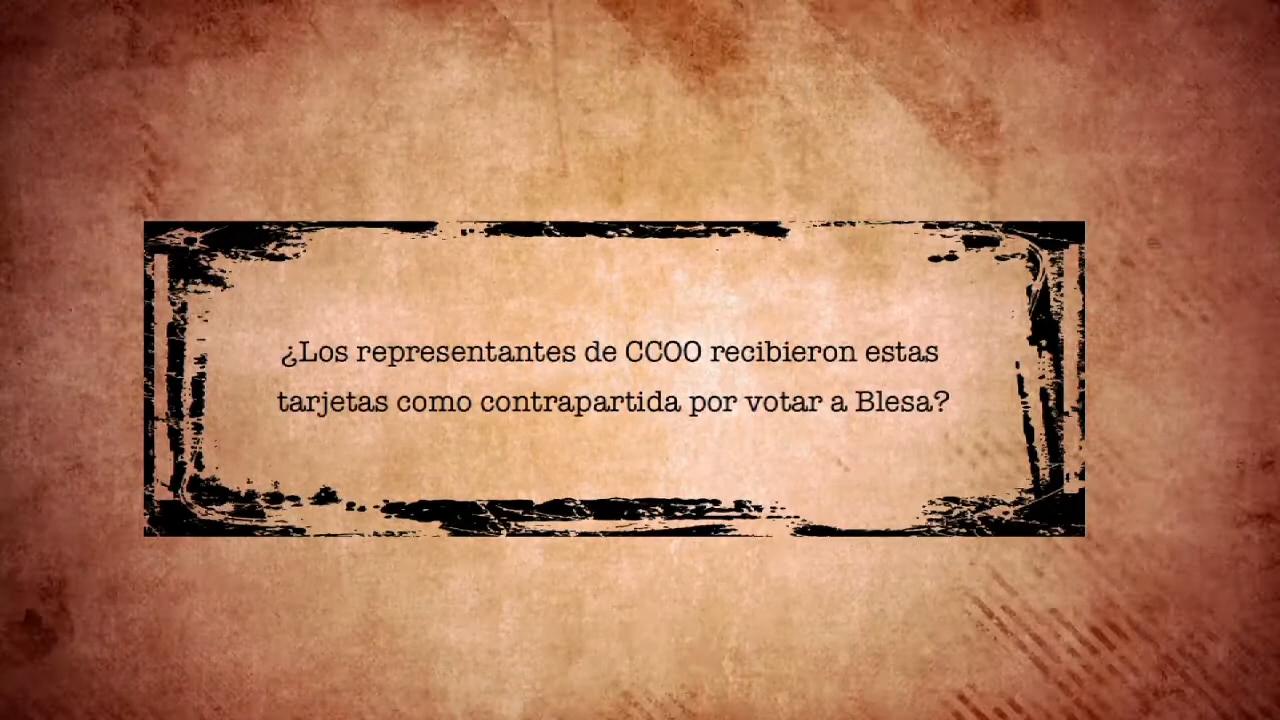 ¿Los representantes de CCOO recibieron estas
tarjetas como contrapartida por votar a Blesa?